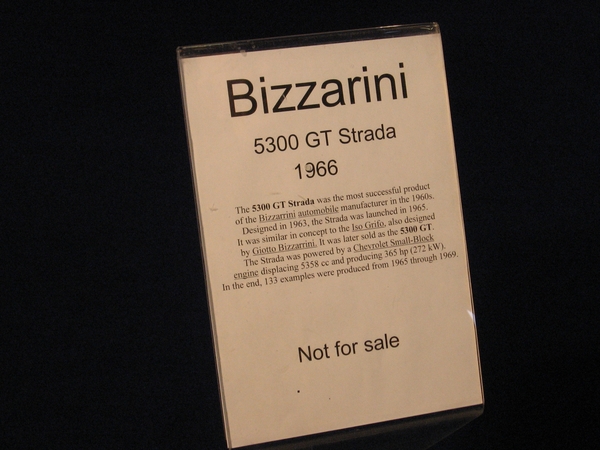 Bizzarini
5300 GT Strada
1966
The 5300 GT Strada was the most successful product
of the Bizzarrini automobile manufacturer in the 1960s.
Designed in 1963, the Strada was launched in 1965.
It was similar in concept to the Iso Grifo, also designed
by Giotto Bizzarrini. It was later sold as the 5300 GT.
The Strada was powered by a Chevrolet Small-Block
engine displacing 5358 cc and producing 365 hp (272 kW).
In the end, 133 examples were produced from 1965 through 1969.
Not for sale